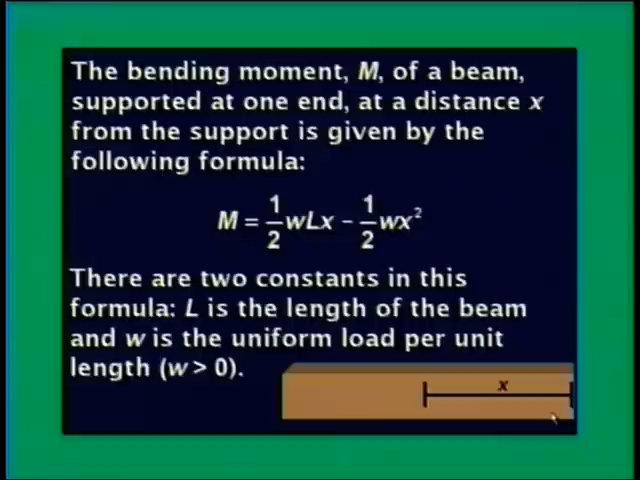 The bending moment, M, of a beam,
supported at one end, at a distance x
from the support is given by the
following formula:
M = 1/2 wLx - 1/2 wx²
There are two constants in this
formula: L is the length of the beam
and w is the uniform load per unit
length (w > 0).
x